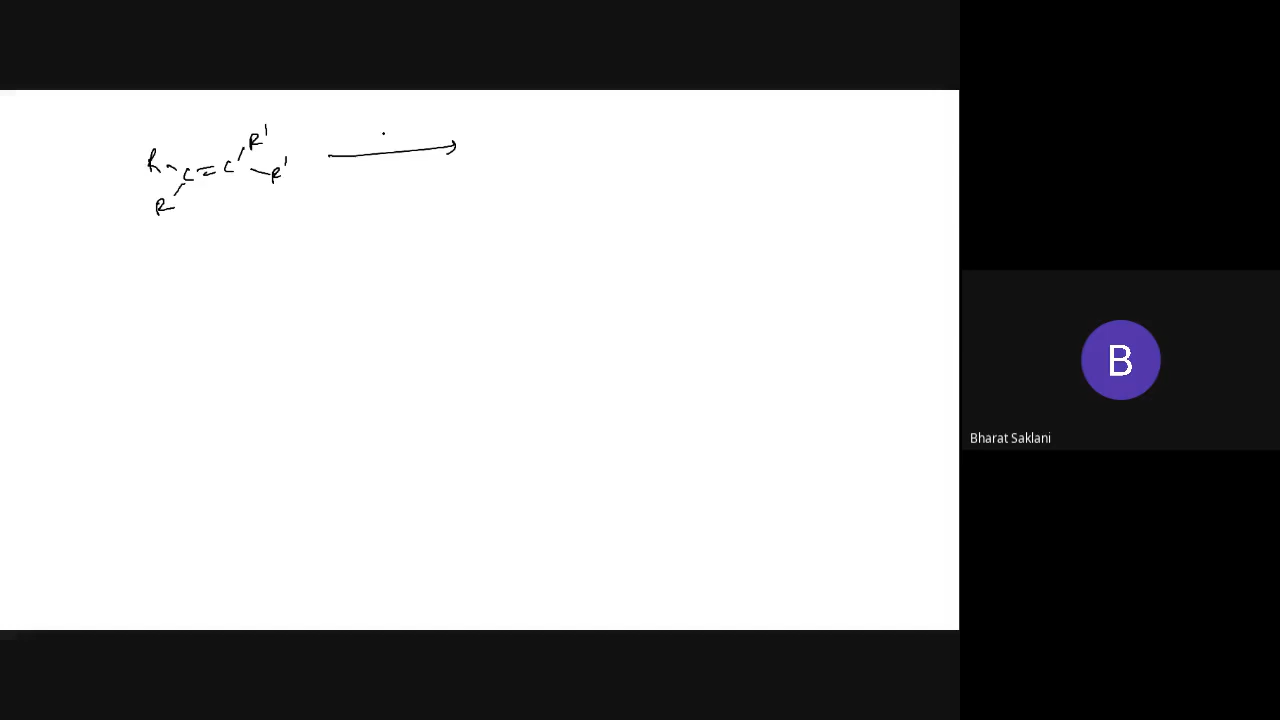 R'
R C = C R'
R
B
Bharat Saklani